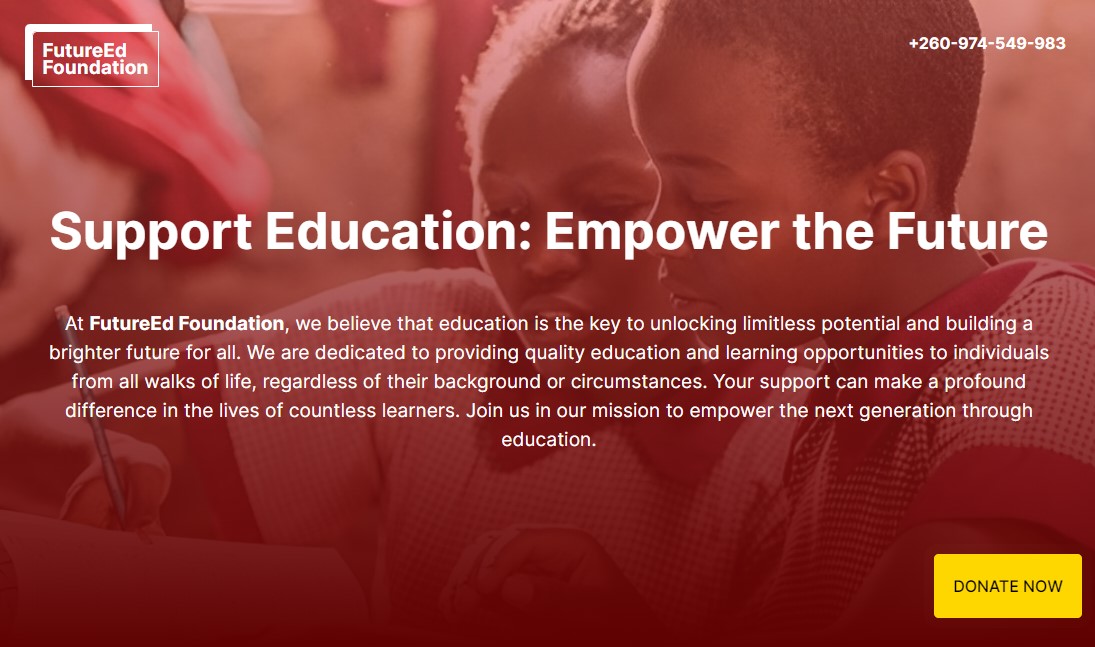 FutureEd
Foundation
+260-974-549-983
Support Education: Empower the Future
At FutureEd Foundation, we believe that education is the key to unlocking limitless potential and building a
brighter future for all. We are dedicated to providing quality education and learning opportunities to individuals
from all walks of life, regardless of their background or circumstances. Your support can make a profound
difference in the lives of countless learners. Join us in our mission to empower the next generation through
education.
DONATE NOW